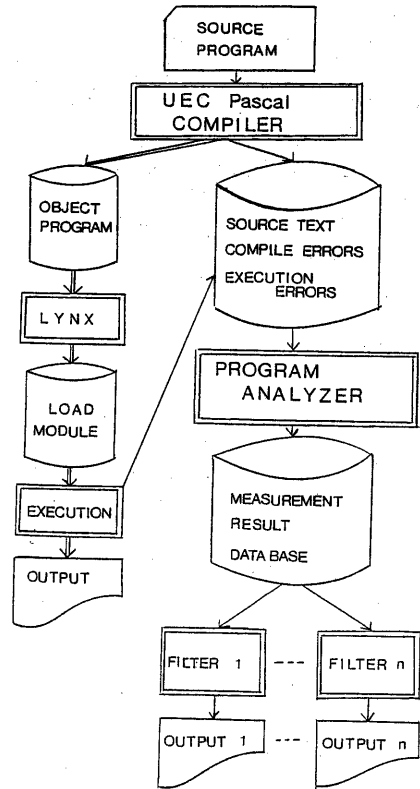 SOURCE
PROGRAM
UEC Pascal
COMPILER
OBJECT
PROGRAM
SOURCE TEXT
COMPILE ERRORS
EXECUTION
ERRORS
LYNX
PROGRAM
ANALYZER
LOAD
MODULE
EXECUTION
MEASUREMENT
RESULT
DATA BASE
OUTPUT
FILTER 1 ---- FILTER n
OUTPUT 1 ---- OUTPUT n